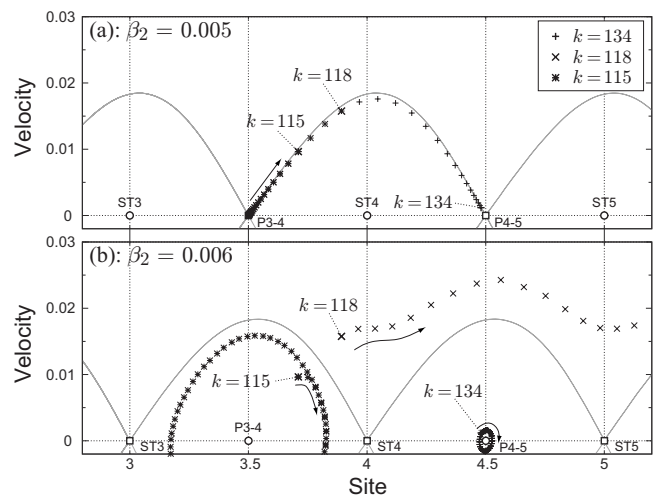 (a): β₂ = 0.005
+ k = 134
× k = 118
✱ k = 115
k = 118
k = 115
k = 134
0.03
0.02
0.01
0
Velocity
ST3
P3-4
ST4
P4-5
ST5
(b): β₂ = 0.006
k = 118
k = 115
k = 134
0.03
0.02
0.01
0
Velocity
ST3
P3-4
ST4
P4-5
ST5
3
3.5
4
4.5
5
Site